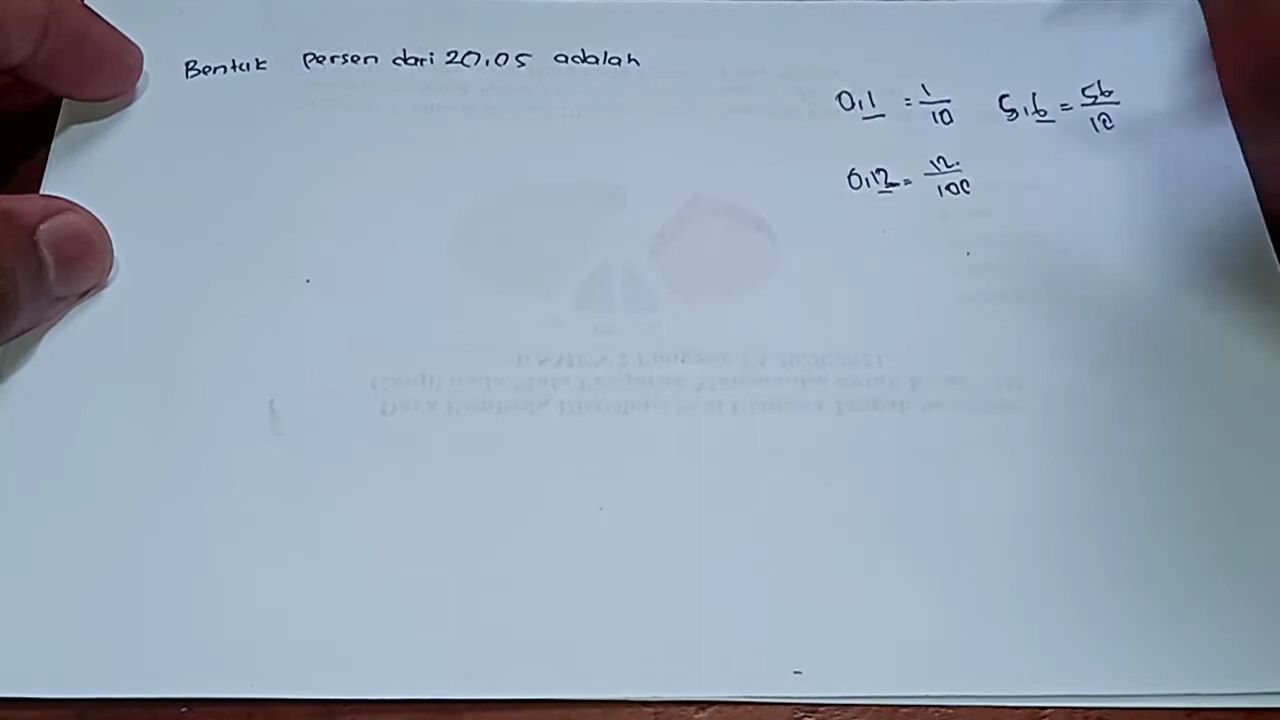 Bentuk persen dari 20,05 adalah
0,1 = 1/10 5,6 = 56/10
0,12 = 12/100